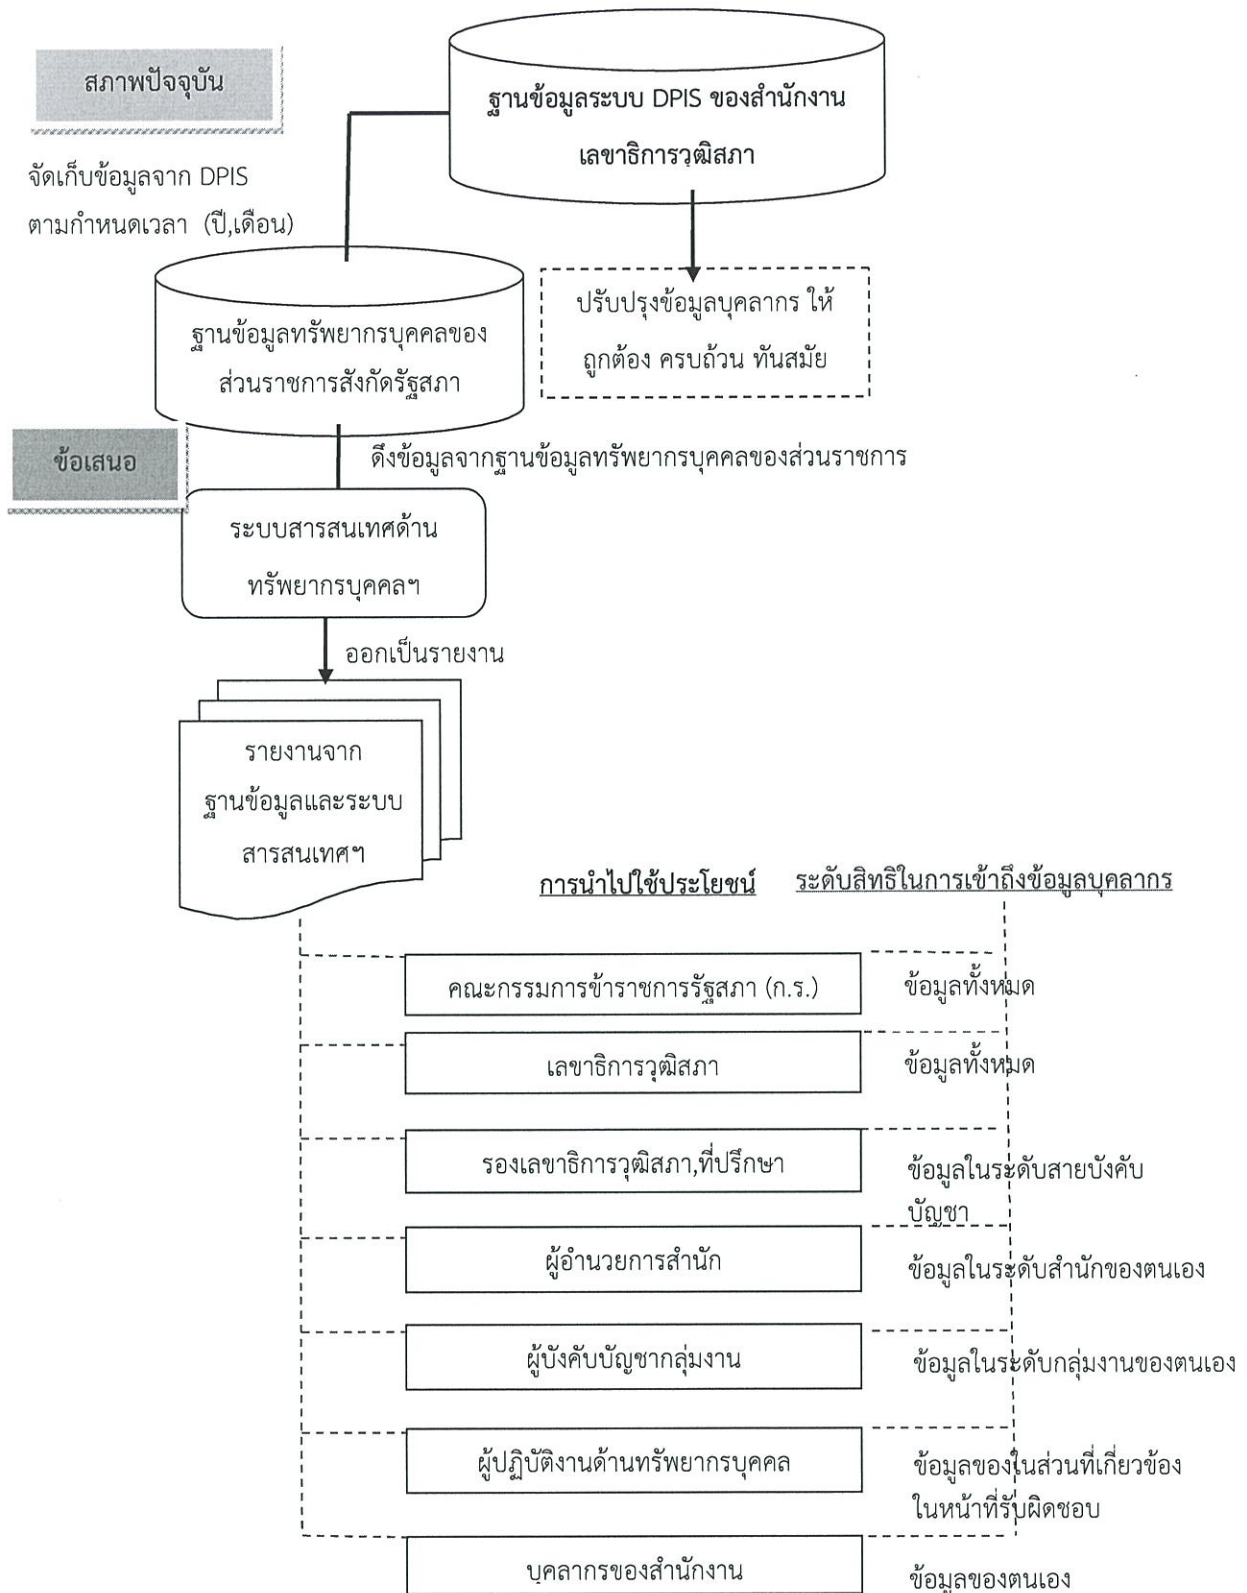 สภาพปัจจุบัน
ฐานข้อมูลระบบ DPIS ของสำนักงาน
เลขาธิการวุฒิสภา
จัดเก็บข้อมูลจาก DPIS
ตามกำหนดเวลา (ปี,เดือน)
ปรับปรุงข้อมูลบุคลากร ให้
ถูกต้อง ครบถ้วน ทันสมัย
ฐานข้อมูลทรัพยากรบุคคลของ
ส่วนราชการสังกัดรัฐสภา
ข้อเสนอ
ดึงข้อมูลจากฐานข้อมูลทรัพยากรบุคคลของส่วนราชการ
ระบบสารสนเทศด้าน
ทรัพยากรบุคคลฯ
ออกเป็นรายงาน
รายงานจาก
ฐานข้อมูลและระบบ
สารสนเทศฯ
การนำไปใช้ประโยชน์ ระดับสิทธิในการเข้าถึงข้อมูลบุคลากร
คณะกรรมการข้าราชการรัฐสภา (ก.ร.) ข้อมูลทั้งหมด
เลขาธิการวุฒิสภา ข้อมูลทั้งหมด
รองเลขาธิการวุฒิสภา,ที่ปรึกษา ข้อมูลในระดับสายบังคับ
บัญชา
ผู้อำนวยการสำนัก ข้อมูลในระดับสำนักของตนเอง
ผู้บังคับบัญชากลุ่มงาน ข้อมูลในระดับกลุ่มงานของตนเอง
ผู้ปฏิบัติงานด้านทรัพยากรบุคคล ข้อมูลของในส่วนที่เกี่ยวข้อง
ในหน้าที่รับผิดชอบ
บุคลากรของสำนักงาน ข้อมูลของตนเอง